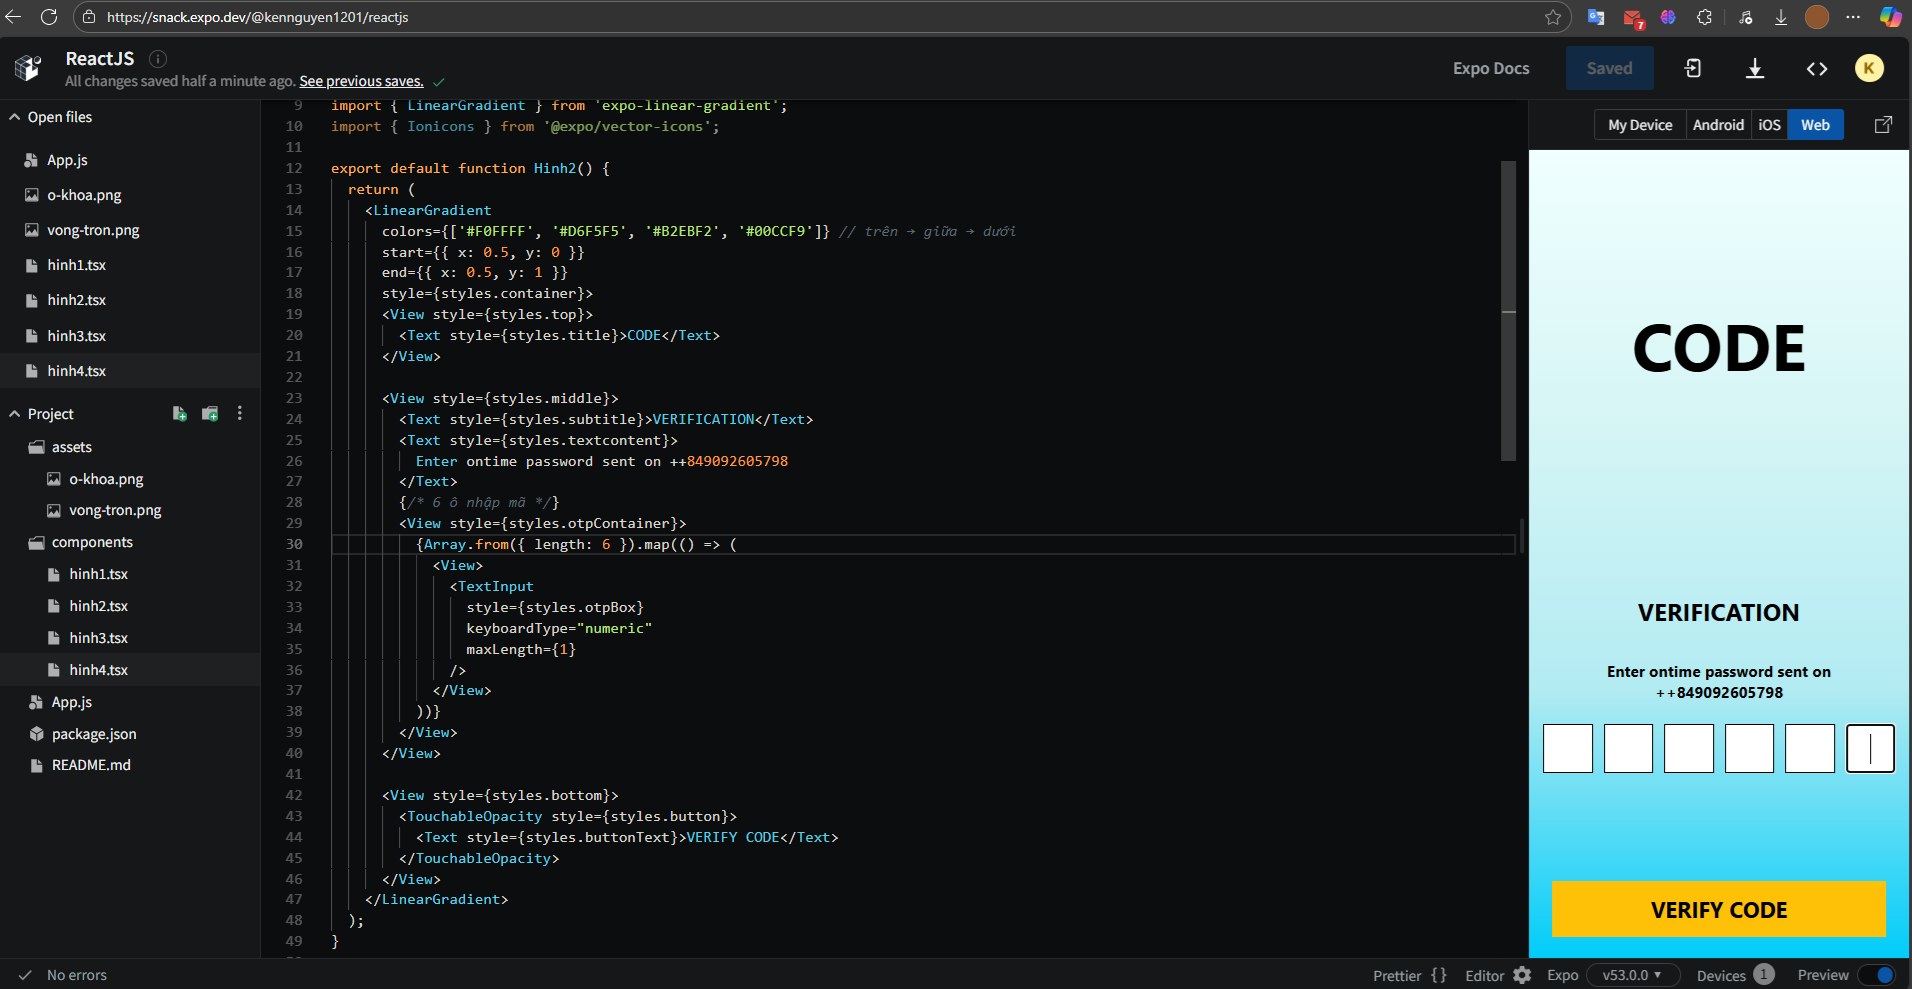 https://snack.expo.dev/@kennguyen1201/reactjs
7
ReactJS
All changes saved half a minute ago. See previous saves.
Expo Docs
Saved
K
Open files
App.js
o-khoa.png
vong-tron.png
hinh1.tsx
hinh2.tsx
hinh3.tsx
hinh4.tsx
Project
assets
o-khoa.png
vong-tron.png
components
hinh1.tsx
hinh2.tsx
hinh3.tsx
hinh4.tsx
App.js
package.json
README.md
9 import { LinearGradient } from 'expo-linear-gradient';
10 import { Ionicons } from '@expo/vector-icons';
11
12 export default function Hinh2() {
13 return (
14 <LinearGradient
15 colors={['#F0FFFF', '#D6F5F5', '#B2EBF2', '#00CCF9']} // trên → giữa → dưới
16 start={{ x: 0.5, y: 0 }}
17 end={{ x: 0.5, y: 1 }}
18 style={styles.container}>
19 <View style={styles.top}>
20 <Text style={styles.title}>CODE</Text>
21 </View>
22
23 <View style={styles.middle}>
24 <Text style={styles.subtitle}>VERIFICATION</Text>
25 <Text style={styles.textcontent}>
26 Enter ontime password sent on ++849092605798
27 </Text>
28 {/* 6 ô nhập mã */}
29 <View style={styles.otpContainer}>
30 {Array.from({ length: 6 }).map(() => (
31 <View>
32 <TextInput
33 style={styles.otpBox}
34 keyboardType="numeric"
35 maxLength={1}
36 />
37 </View>
38 ))}
39 </View>
40 </View>
41
42 <View style={styles.bottom}>
43 <TouchableOpacity style={styles.button}>
44 <Text style={styles.buttonText}>VERIFY CODE</Text>
45 </TouchableOpacity>
46 </View>
47 </LinearGradient>
48 );
49 }
My Device
Android
iOS
Web
CODE
VERIFICATION
Enter ontime password sent on
++849092605798
VERIFY CODE
No errors
Prettier {}
Editor
Expo
v53.0.0
Devices 1
Preview